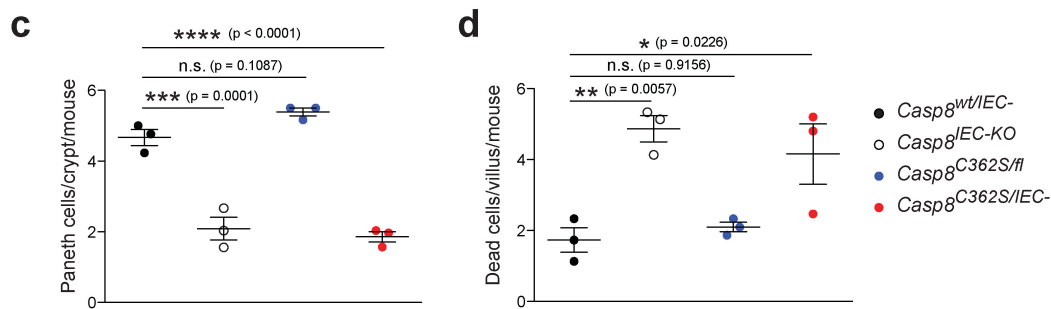 c
**** (p < 0.0001)
n.s. (p = 0.1087)
*** (p = 0.0001)
Paneth cells/crypt/mouse
6
4
2
0
d
* (p = 0.0226)
n.s. (p = 0.9156)
** (p = 0.0057)
Dead cells/villus/mouse
6
4
2
0
Casp8wt/IEC-
Casp8IEC-KO
Casp8C362S/fl
Casp8C362S/IEC-